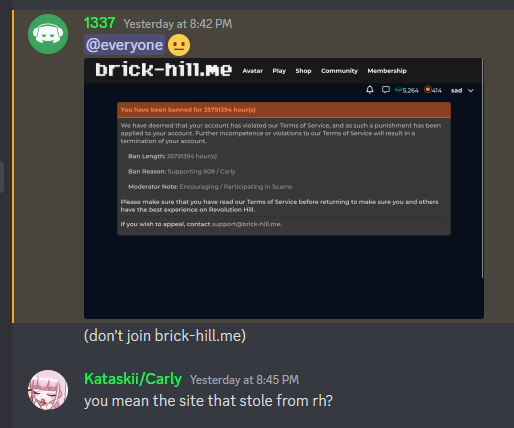 1337 Yesterday at 8:42 PM
@everyone
brick-hill.me Avatar Play Shop Community Membership
5,264 414 sad
You have been banned for 35791394 hour(s)
We have deemed that your account has violated our Terms of Service, and as such a punishment has been
applied to your account. Further incompetence or violations to our Terms of Service will result in a
termination of your account.
Ban Length: 35791394 hour(s)
Ban Reason: Supporting 608 / Carly
Moderator Note: Encouraging / Participating In Scams
Please make sure that you have read our Terms of Service before returning to make sure you and others
have the best experience on Revolution Hill.
If you wish to appeal, contact support@brick-hill.me.
(don't join brick-hill.me)
Kataskii/Carly Yesterday at 8:45 PM
you mean the site that stole from rh?